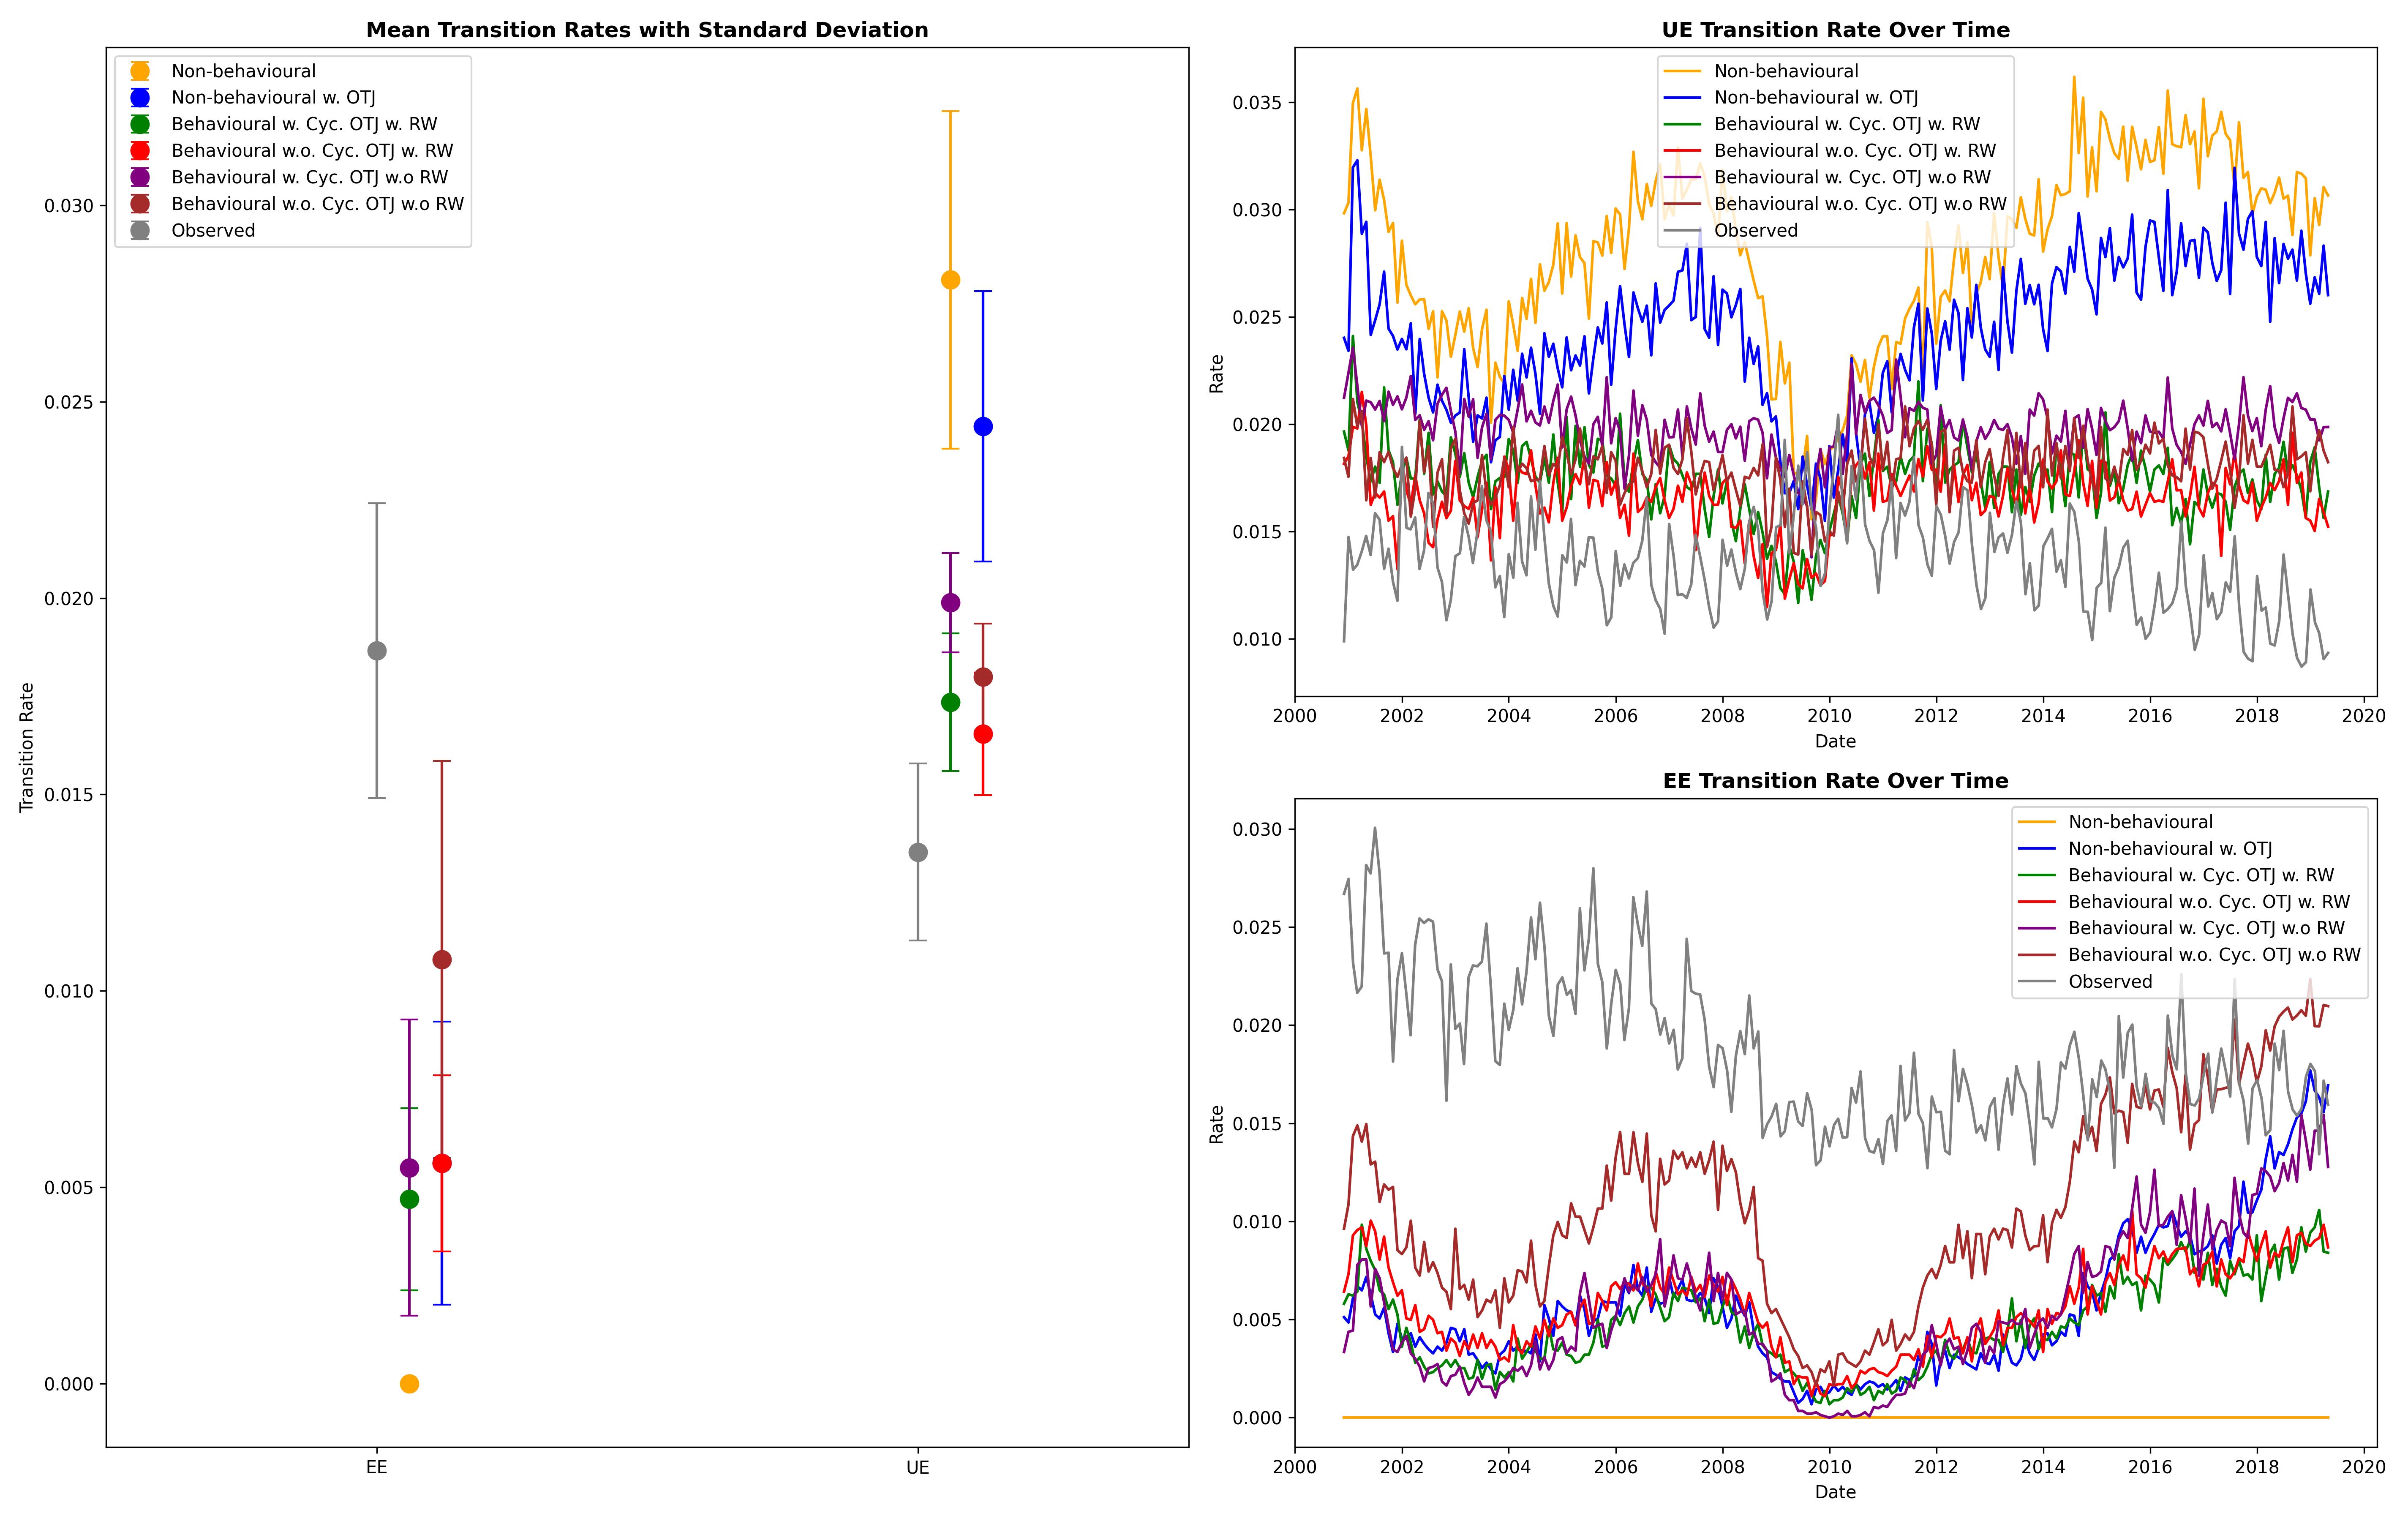 Mean Transition Rates with Standard Deviation
Transition Rate
0.030
0.025
0.020
0.015
0.010
0.005
0.000
Non-behavioural
Non-behavioural w. OTJ
Behavioural w. Cyc. OTJ w. RW
Behavioural w.o. Cyc. OTJ w. RW
Behavioural w. Cyc. OTJ w.o RW
Behavioural w.o. Cyc. OTJ w.o RW
Observed
EE
UE
UE Transition Rate Over Time
Rate
0.035
0.030
0.025
0.020
0.015
0.010
Non-behavioural
Non-behavioural w. OTJ
Behavioural w. Cyc. OTJ w. RW
Behavioural w.o. Cyc. OTJ w. RW
Behavioural w. Cyc. OTJ w.o RW
Behavioural w.o. Cyc. OTJ w.o RW
Observed
2000 2002 2004 2006 2008 2010 2012 2014 2016 2018 2020
Date
EE Transition Rate Over Time
Rate
0.030
0.025
0.020
0.015
0.010
0.005
0.000
Non-behavioural
Non-behavioural w. OTJ
Behavioural w. Cyc. OTJ w. RW
Behavioural w.o. Cyc. OTJ w. RW
Behavioural w. Cyc. OTJ w.o RW
Behavioural w.o. Cyc. OTJ w.o RW
Observed
2000 2002 2004 2006 2008 2010 2012 2014 2016 2018 2020
Date